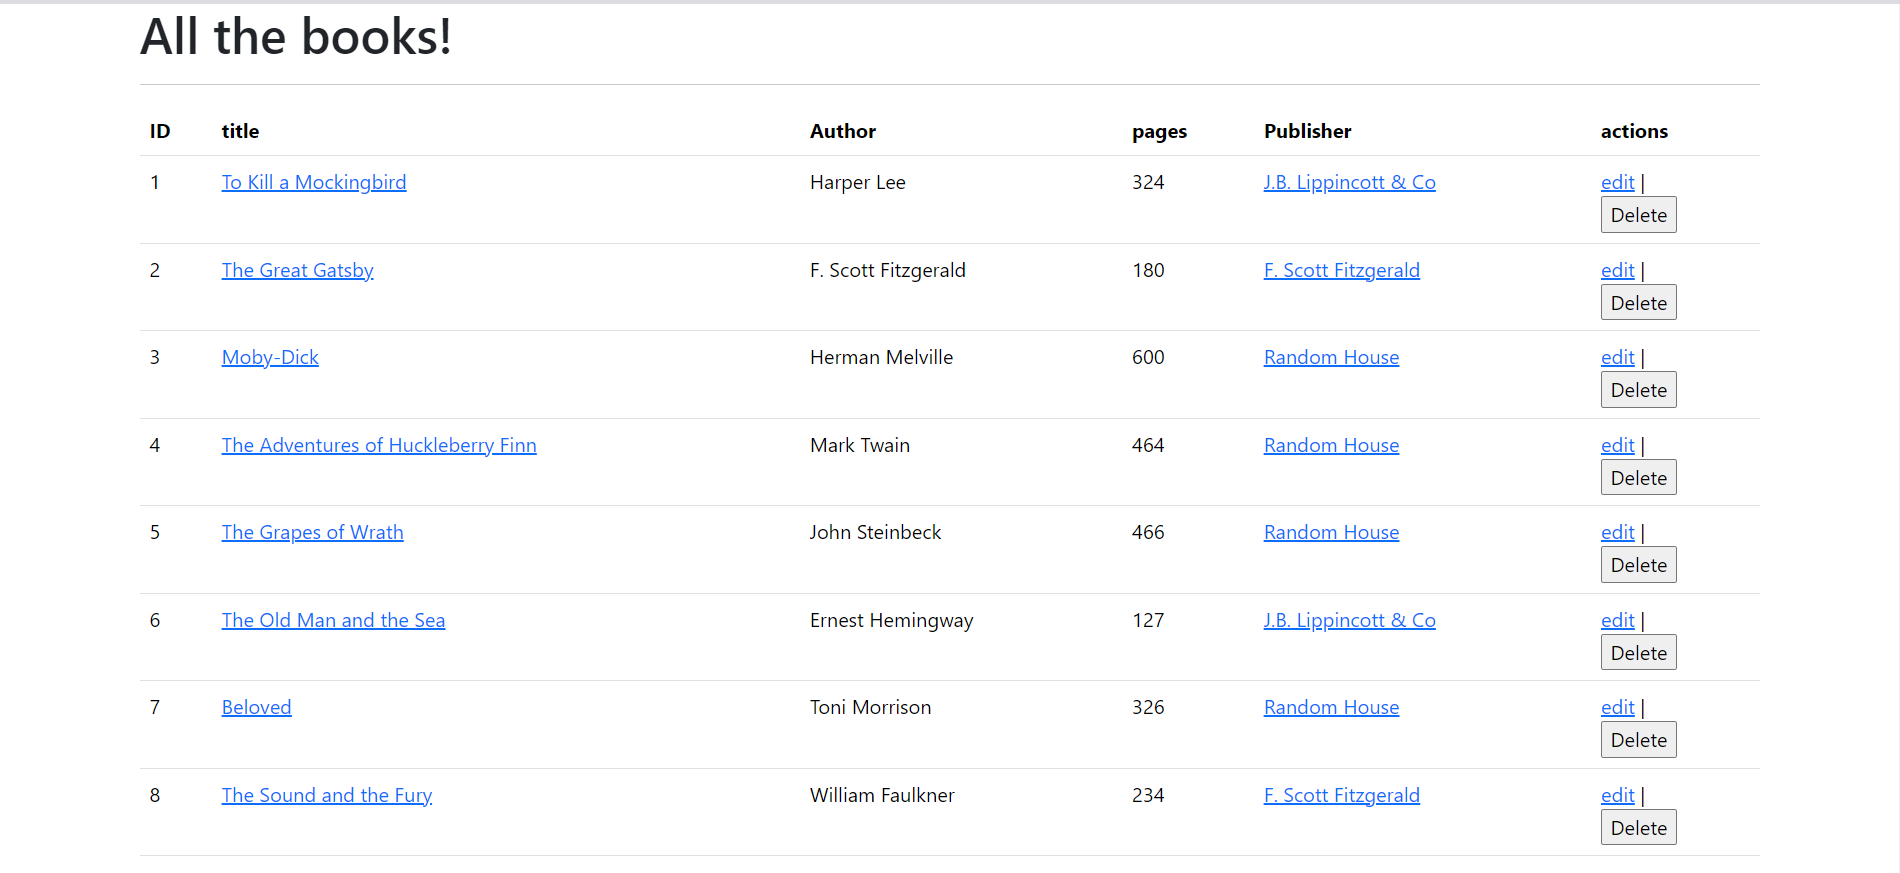 All the books!
ID title Author pages Publisher actions
1 To Kill a Mockingbird Harper Lee 324 J.B. Lippincott & Co edit |
Delete
2 The Great Gatsby F. Scott Fitzgerald 180 F. Scott Fitzgerald edit |
Delete
3 Moby-Dick Herman Melville 600 Random House edit |
Delete
4 The Adventures of Huckleberry Finn Mark Twain 464 Random House edit |
Delete
5 The Grapes of Wrath John Steinbeck 466 Random House edit |
Delete
6 The Old Man and the Sea Ernest Hemingway 127 J.B. Lippincott & Co edit |
Delete
7 Beloved Toni Morrison 326 Random House edit |
Delete
8 The Sound and the Fury William Faulkner 234 F. Scott Fitzgerald edit |
Delete